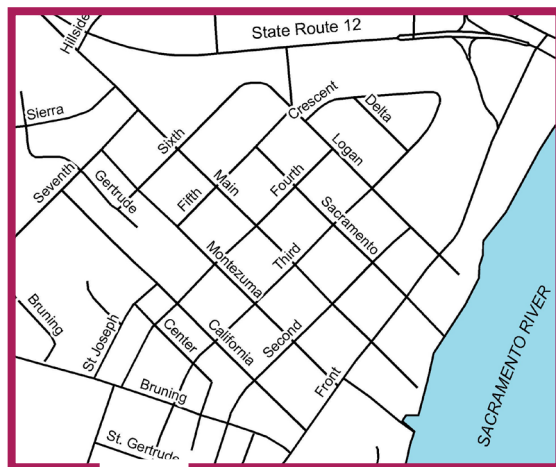 Hillside
State Route 12
Crescent
Delta
Sierra
Sixth
Logan
Seventh
Gertrude
Fifth
Main
Fourth
Sacramento
Montezuma
Third
Bruning
St Joseph
Center
California
Second
Front
Bruning
St. Gertrude
SACRAMENTO RIVER